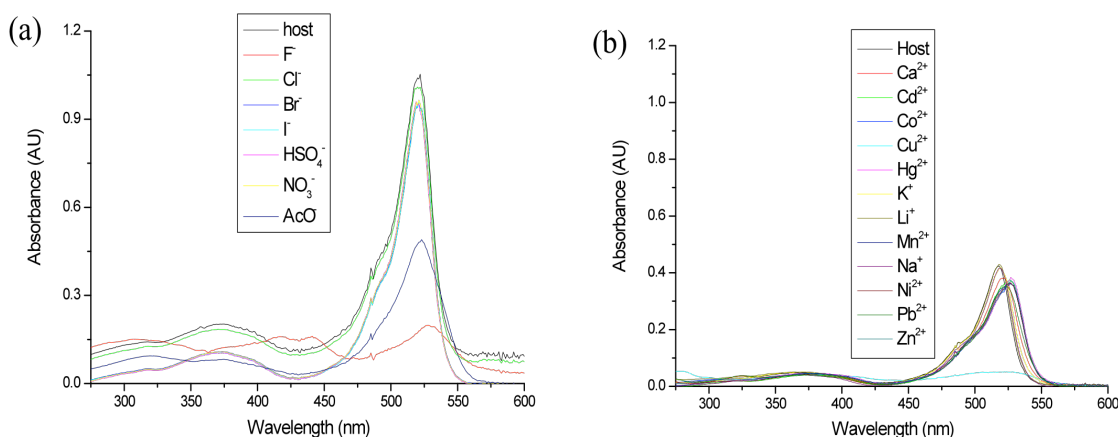 (a)
1.2
0.9
0.6
0.3
0.0
Absorbance (AU)
host
F⁻
Cl⁻
Br⁻
I⁻
HSO₄⁻
NO₃⁻
AcO⁻
250 300 350 400 450 500 550 600
Wavelength (nm)
(b)
1.2
1.0
0.8
0.6
0.4
0.2
0.0
Absorbance (AU)
Host
Ca²⁺
Cd²⁺
Co²⁺
Cu²⁺
Hg²⁺
K⁺
Li⁺
Mn²⁺
Na⁺
Ni²⁺
Pb²⁺
Zn²⁺
250 300 350 400 450 500 550 600
Wavelength (nm)